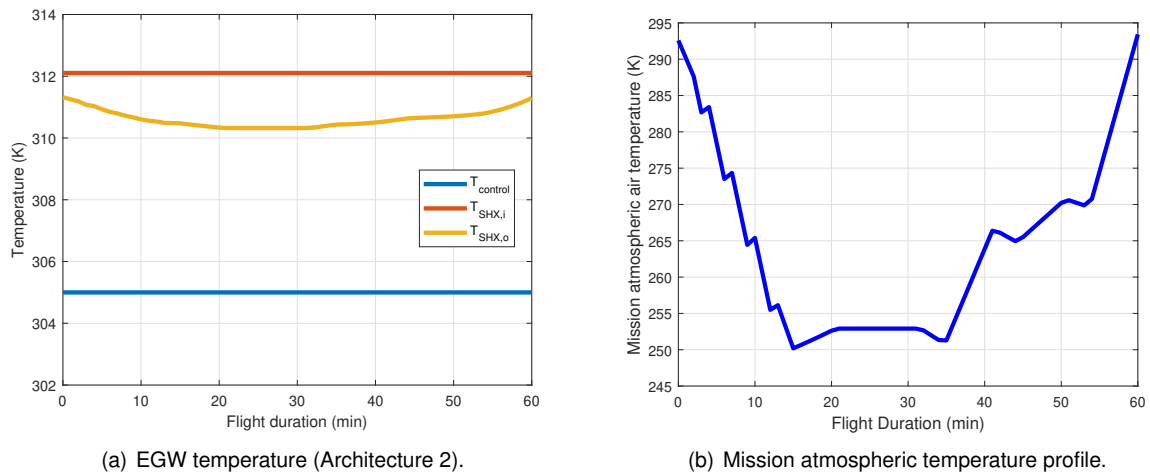 314
312
310
308
306
304
302
Temperature (K)
T_control
T_SHX,i
T_SHX,o
0 10 20 30 40 50 60
Flight duration (min)
(a) EGW temperature (Architecture 2).
295
290
285
280
275
270
265
260
255
250
245
Mission atmospheric air temperature (K)
0 10 20 30 40 50 60
Flight Duration (min)
(b) Mission atmospheric temperature profile.